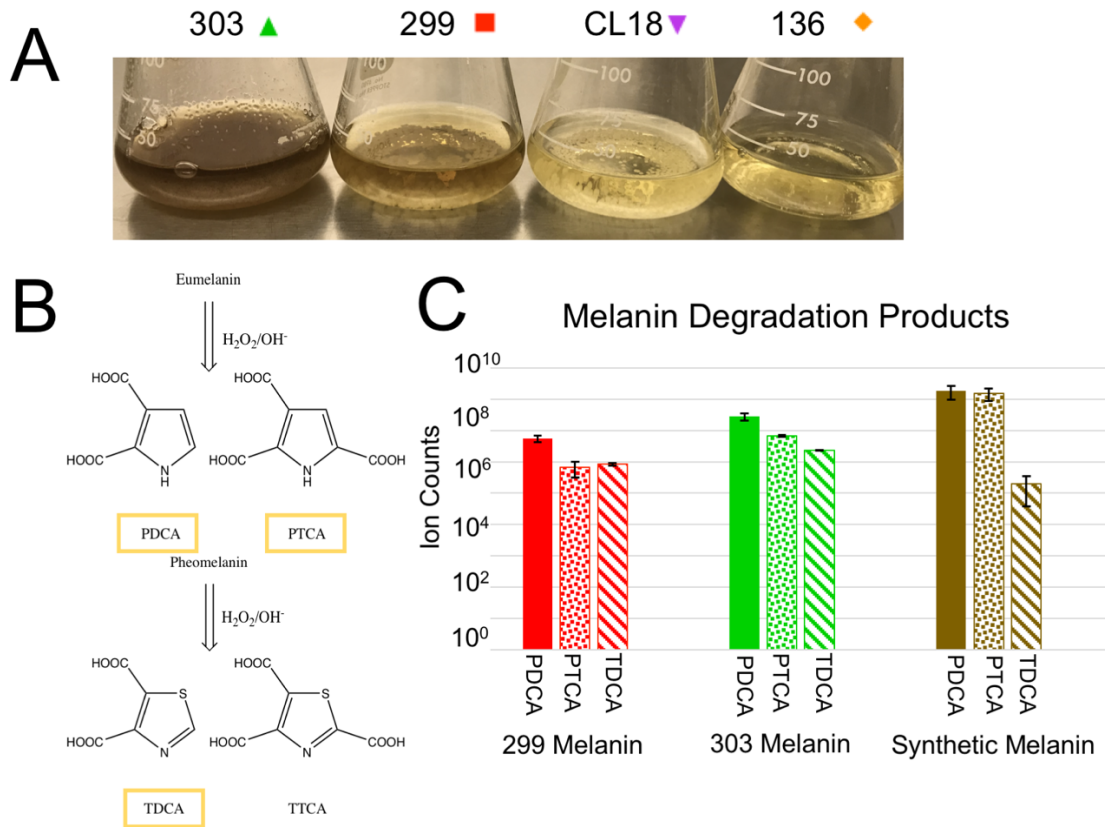 A
303 299 CL18 136
100 100 100 100
75 75 75
50 50 50
B
Eumelanin
H2O2/OH-
HOOC
HOOC
N
H
HOOC
HOOC
N
H
COOH
PDCA PTCA
Pheomelanin
H2O2/OH-
HOOC
HOOC
S
N
HOOC
HOOC
S
N
COOH
TDCA TTCA
C
Melanin Degradation Products
Ion Counts
10^10
10^8
10^6
10^4
10^2
10^0
PDCA PTCA TDCA PDCA PTCA TDCA PDCA PTCA TDCA
299 Melanin 303 Melanin Synthetic Melanin